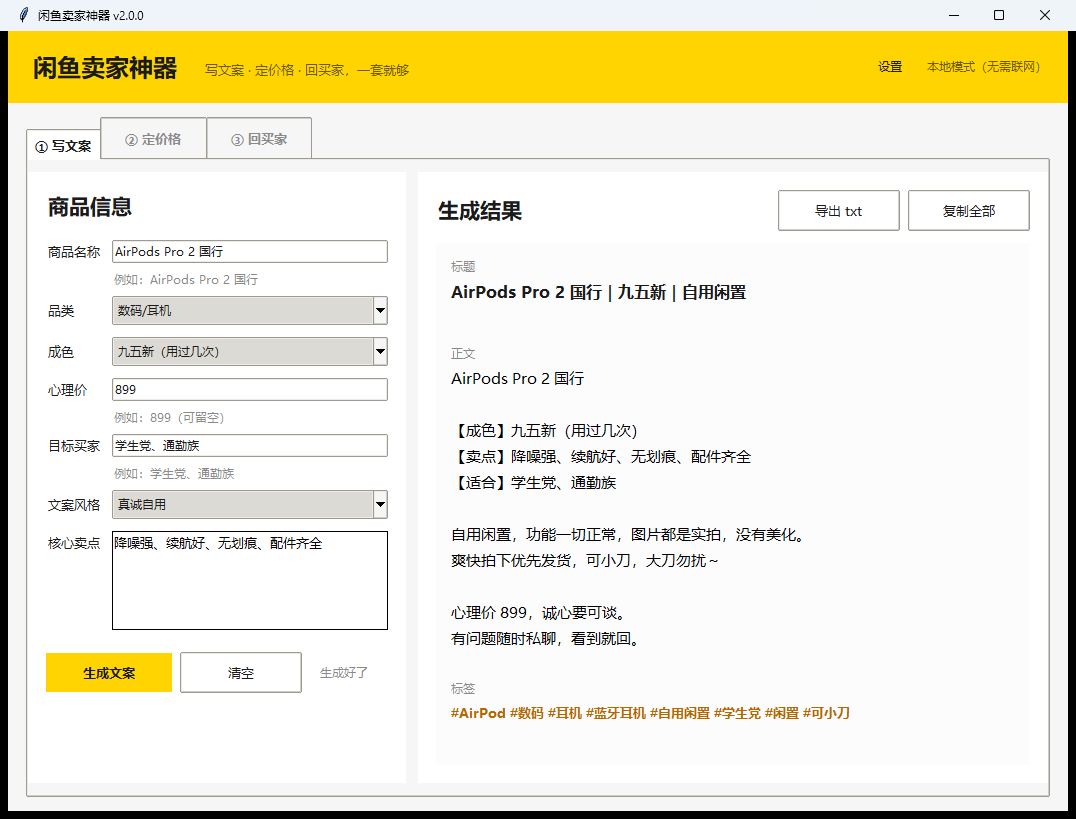 闲鱼卖家神器 v2.0.0
闲鱼卖家神器
写文案 · 定价格 · 回买家，一套就够
设置
本地模式（无需联网）
① 写文案
② 定价格
③ 回买家
商品信息
商品名称 AirPods Pro 2 国行
例如：AirPods Pro 2 国行
品类 数码/耳机
成色 九五新（用过几次）
心理价 899
例如：899（可留空）
目标买家 学生党、通勤族
例如：学生党、通勤族
文案风格 真诚自用
核心卖点 降噪强、续航好、无划痕、配件齐全
生成文案 清空 生成好了
生成结果
导出 txt
复制全部
标题
AirPods Pro 2 国行 | 九五新 | 自用闲置
正文
AirPods Pro 2 国行
【成色】九五新（用过几次）
【卖点】降噪强、续航好、无划痕、配件齐全
【适合】学生党、通勤族
自用闲置，功能一切正常，图片都是实拍，没有美化。
爽快拍下优先发货，可小刀，大刀勿扰～
心理价 899，诚心要可谈。
有问题随时私聊，看到就回。
标签
#AirPod #数码 #耳机 #蓝牙耳机 #自用闲置 #学生党 #闲置 #可小刀